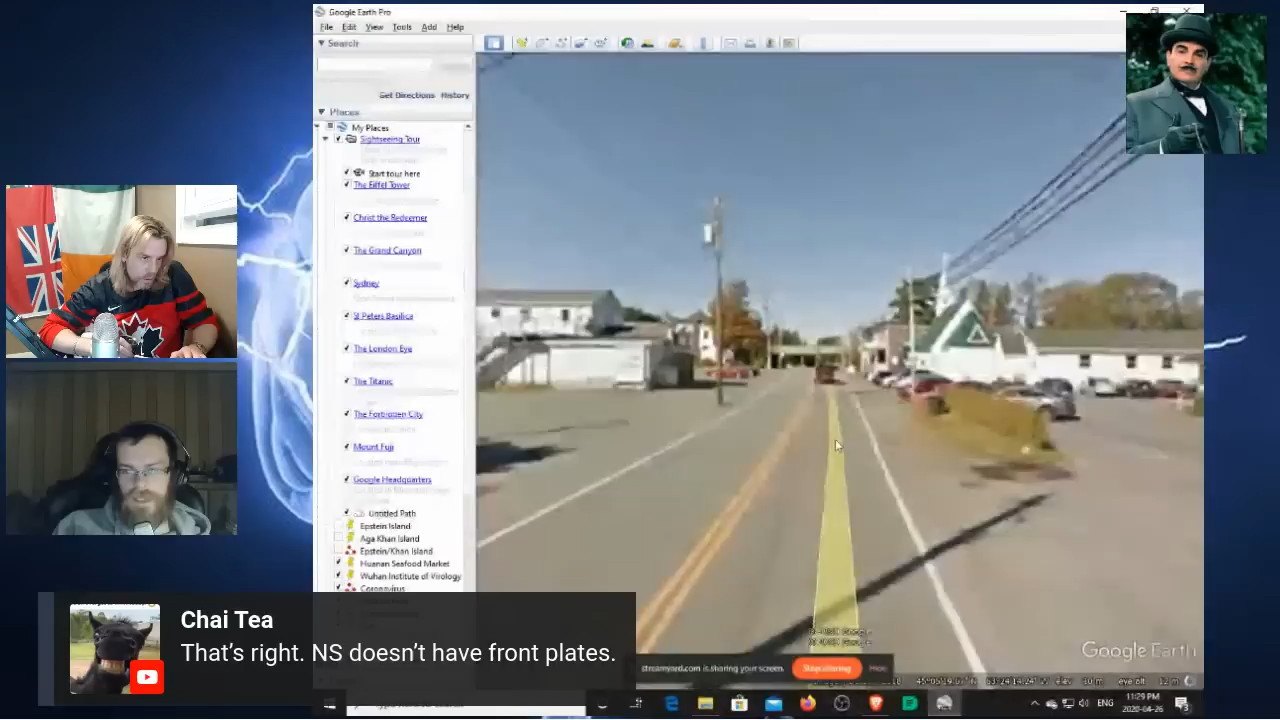 Google Earth Pro
File Edit View Tools Add Help
Search
Get Directions History
Places
My Places
Sightseeing Tour
Start tour here
The Eiffel Tower
Christ the Redeemer
The Grand Canyon
Sydney
St Peters Basilica
The London Eye
The Titanic
The Forbidden City
Mount Fuji
Google Headquarters
Untitled Path
Epstein Island
Aga Khan Island
Epstein/Khan Island
Huanan Seafood Market
Wuhan Institute of Virology
Coronavirus
Chai Tea
That's right. NS doesn't have front plates.
Google Earth
streamyard.com is sharing your screen. Stop sharing Hide
11:29 PM
ENG
2020-04-26